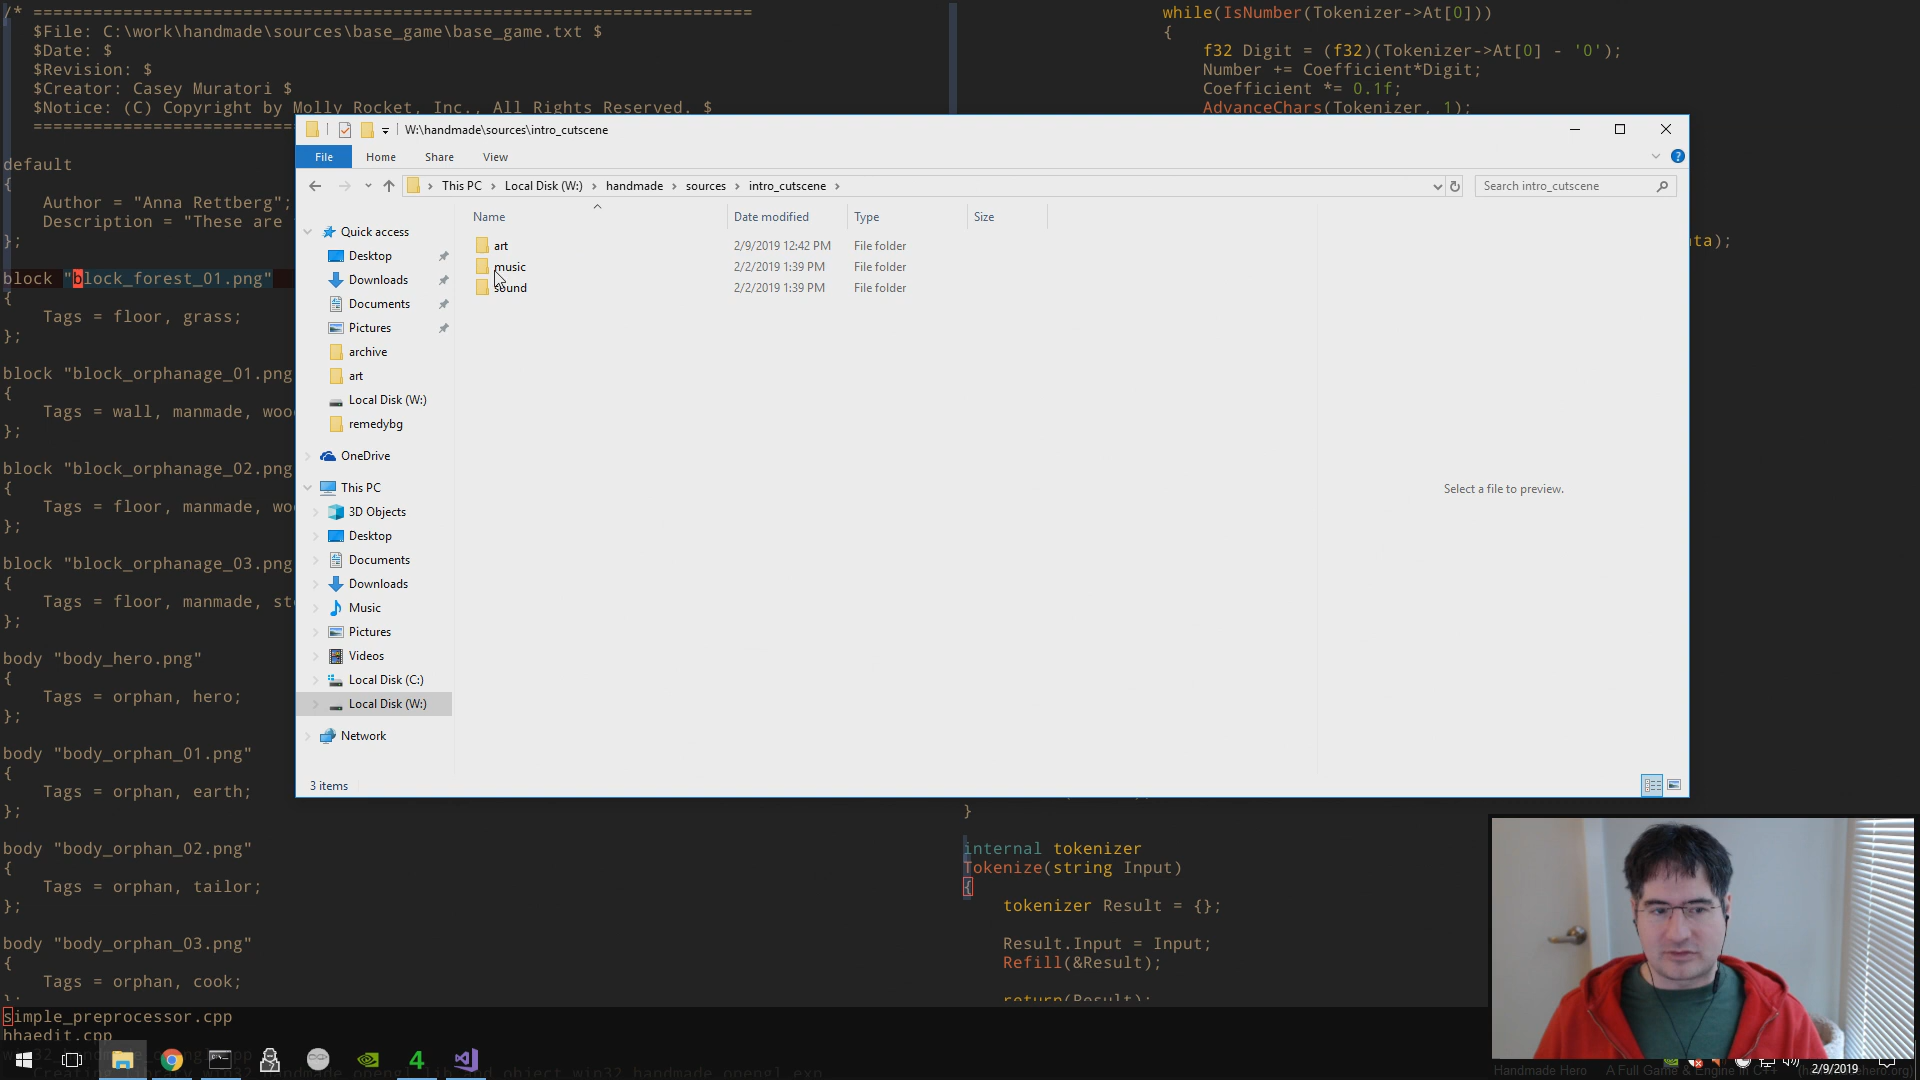 /* ========================================================================
$File: C:\work\handmade\sources\base_game\base_game.txt $
$Date: $
$Revision: $
$Creator: Casey Muratori $
$Notice: (C) Copyright by Molly Rocket, Inc., All Rights Reserved. $
==========================
default
{
Author = "Anna Rettberg";
Description = "These are
};
block "block_forest_01.png"
{
Tags = floor, grass;
};
block "block_orphanage_01.png
{
Tags = wall, manmade, woo
};
block "block_orphanage_02.png
{
Tags = floor, manmade, wo
};
block "block_orphanage_03.png
{
Tags = floor, manmade, st
};
body "body_hero.png"
{
Tags = orphan, hero;
};
body "body_orphan_01.png"
{
Tags = orphan, earth;
};
body "body_orphan_02.png"
{
Tags = orphan, tailor;
};
body "body_orphan_03.png"
{
Tags = orphan, cook;
simple_preprocessor.cpp
hhaedit.cpp
while(IsNumber(Tokenizer->At[0]))
{
f32 Digit = (f32)(Tokenizer->At[0] - '0');
Number += Coefficient*Digit;
Coefficient *= 0.1f;
AdvanceChars(Tokenizer, 1);
ta);
}
internal tokenizer
Tokenize(string Input)
{
tokenizer Result = {};
Result.Input = Input;
Refill(&Result);
return(Result);
W:\handmade\sources\intro_cutscene
File Home Share View
This PC Local Disk (W:) handmade sources intro_cutscene
Search intro_cutscene
Name Date modified Type Size
art 2/9/2019 12:42 PM File folder
music 2/2/2019 1:39 PM File folder
sound 2/2/2019 1:39 PM File folder
Quick access
Desktop
Downloads
Documents
Pictures
archive
art
Local Disk (W:)
remedybg
OneDrive
This PC
3D Objects
Desktop
Documents
Downloads
Music
Pictures
Videos
Local Disk (C:)
Local Disk (W:)
Network
Select a file to preview.
3 items
4
2/9/2019
Handmade Hero A Full Game & Engine In C++